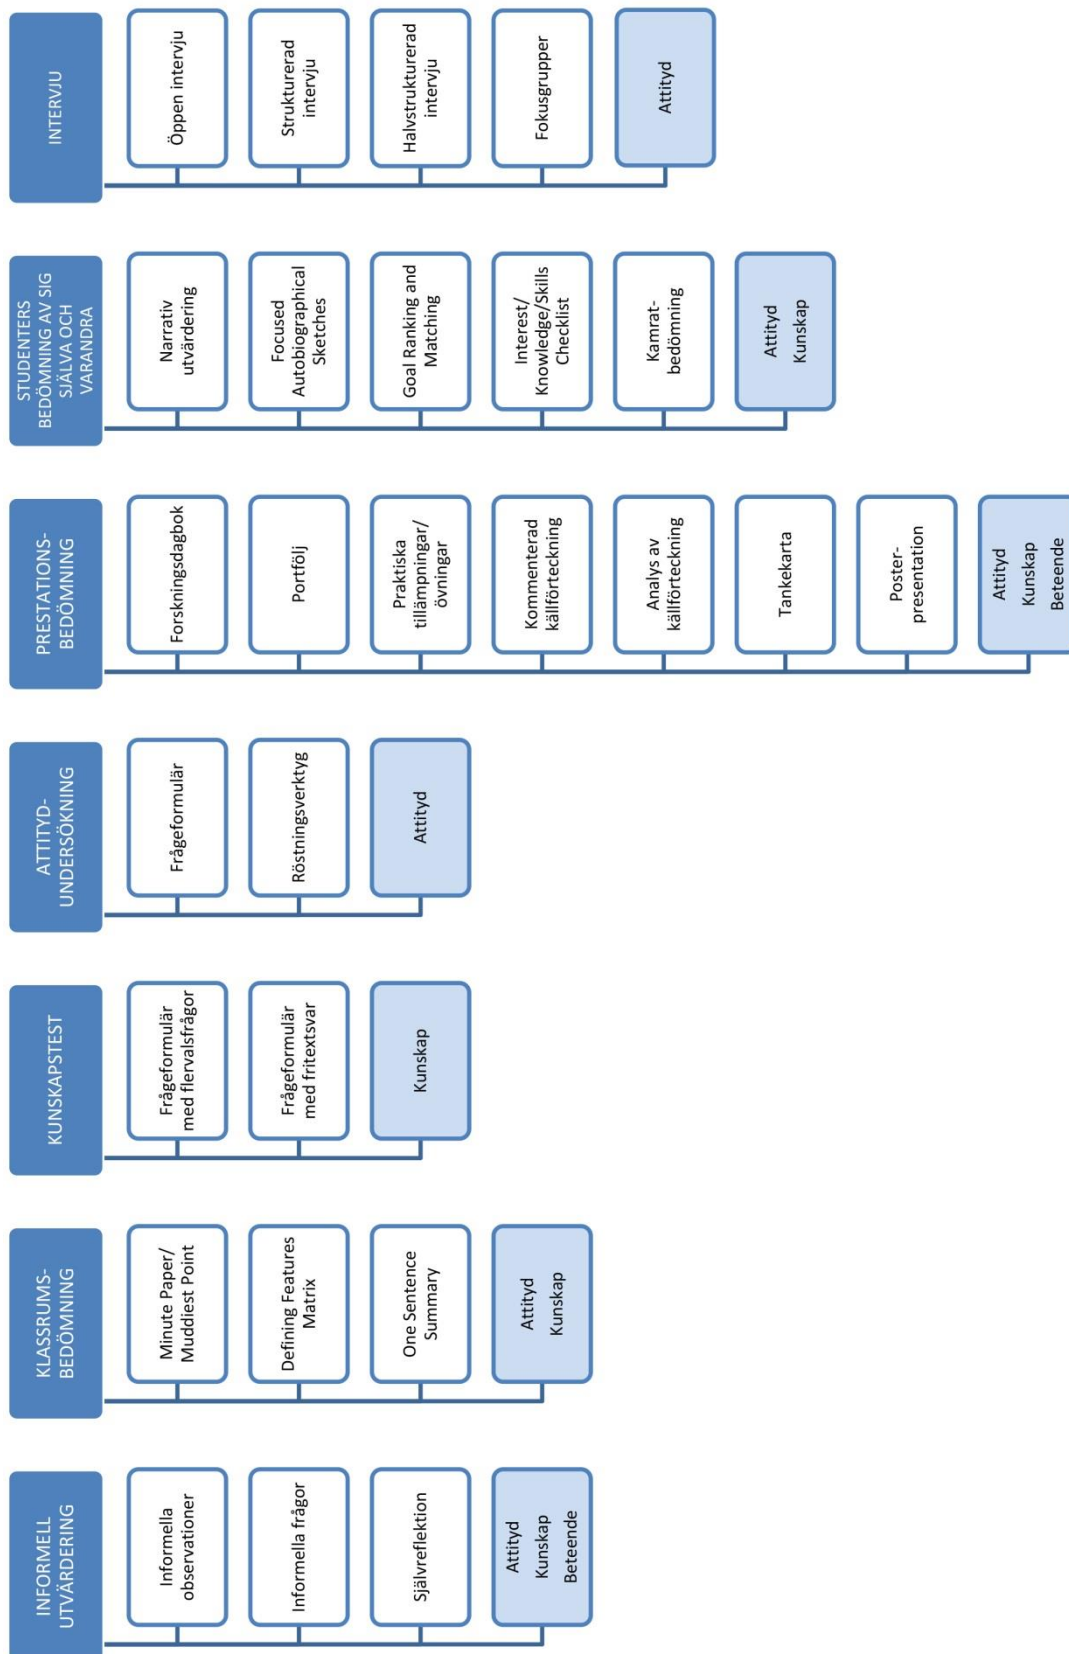 INFORMELL
UTVÄRDERING
Informella
observationer
Informella frågor
Självreflektion
Attityd
Kunskap
Beteende
KLASSRUMS-
BEDÖMNING
Minute Paper/
Muddiest Point
Defining Features
Matrix
One Sentence
Summary
Attityd
Kunskap
KUNSKAPSTEST
Frågeformulär
med flervalsfrågor
Frågeformulär
med fritextsvar
Kunskap
ATTITYD-
UNDERSÖKNING
Frågeformulär
Röstningsverktyg
Attityd
PRESTATIONS-
BEDÖMNING
Forskningsdagbok
Portfölj
Praktiska
tillämpningar/
övningar
Kommenterad
källförteckning
Analys av
källförteckning
Tankekarta
Poster-
presentation
Attityd
Kunskap
Beteende
STUDENTERS
BEDÖMNING AV SIG
SJÄLVA OCH
VARANDRA
Narrativ
utvärdering
Focused
Autobiographical
Sketches
Goal Ranking and
Matching
Interest/
Knowledge/Skills
Checklist
Kamrat-
bedömning
Attityd
Kunskap
INTERVJU
Öppen intervju
Strukturerad
intervju
Halvstrukturerad
intervju
Fokusgrupper
Attityd